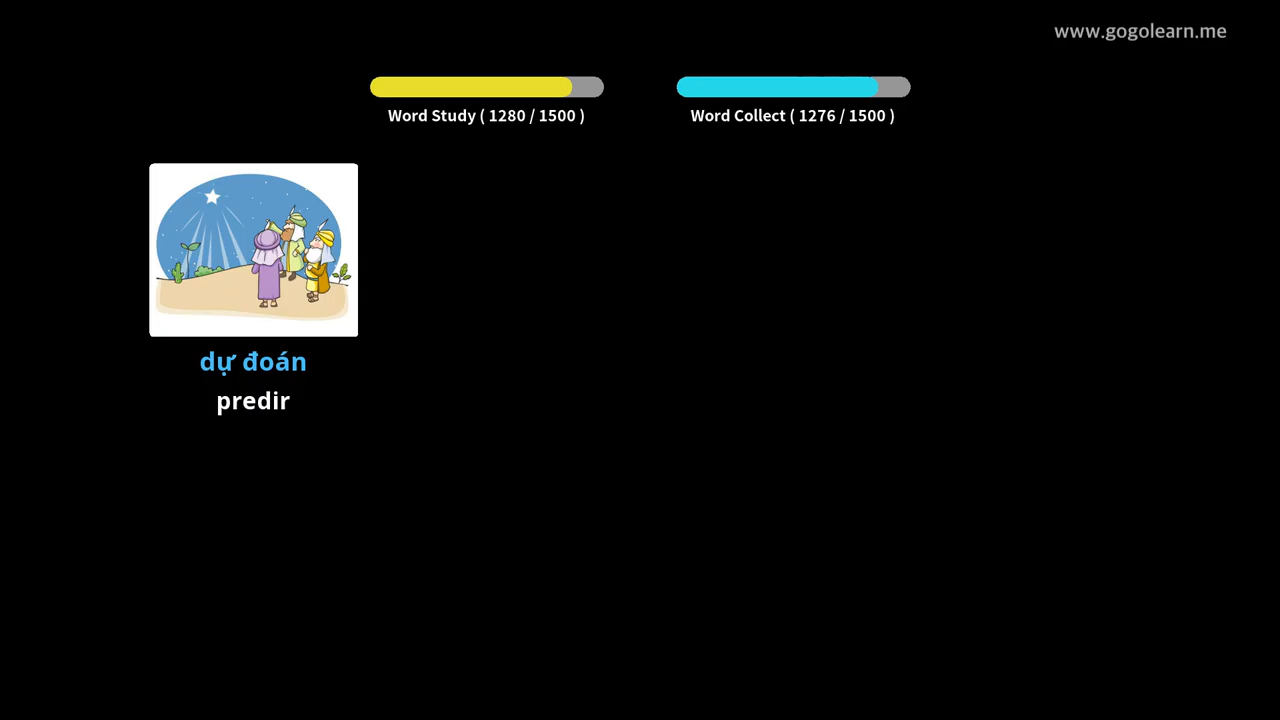 www.gogolearn.me
Word Study ( 1280 / 1500 )
Word Collect ( 1276 / 1500 )
dự đoán
predir